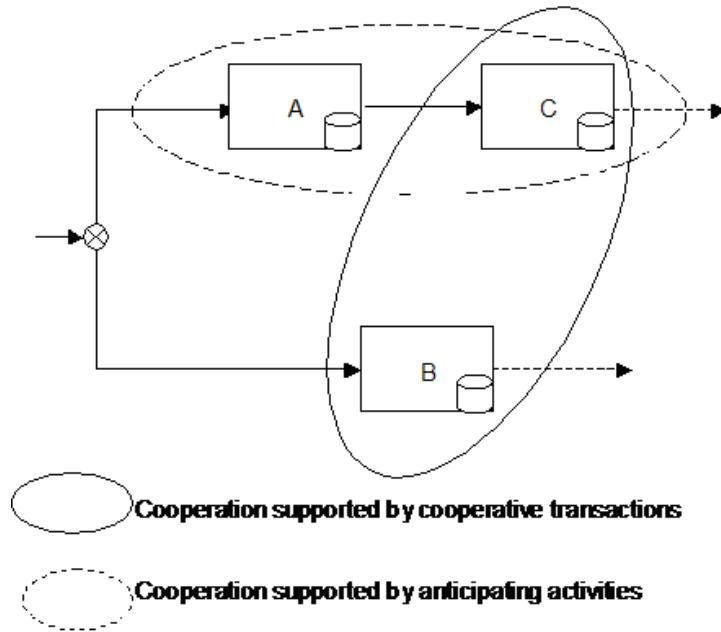 A
C
B
Cooperation supported by cooperative transactions
Cooperation supported by anticipating activities